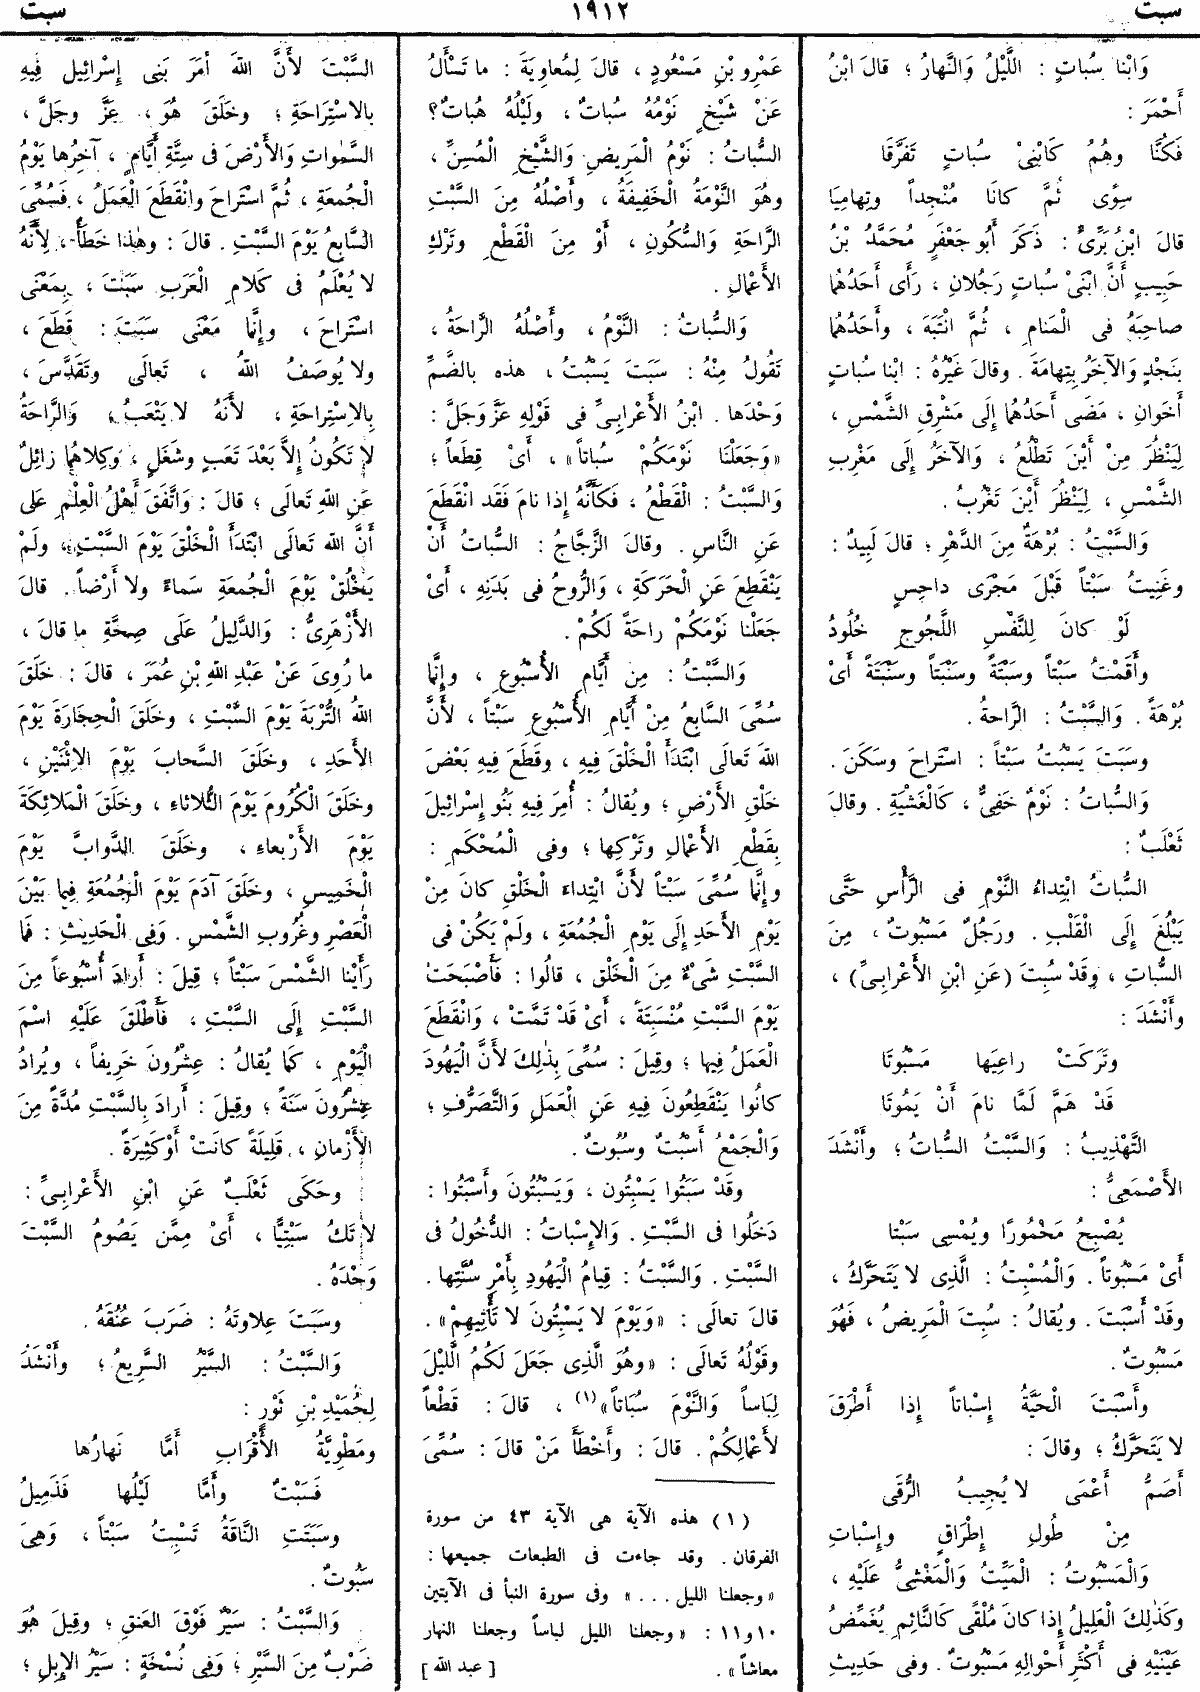 سبت
١٩١٢
سبت
وَابْنا سُباتٍ : اللَّيْلُ وَالنَّهارُ ؛ قالَ ابْنُ
أَحْمَرَ :
فَكُنَّا وهُمْ كَابْنَىْ سُباتٍ تَفَرَّقَا
سِوًى ثُمَّ كانَا مُنْجِداً وتِهامِيَا
قالَ ابْنُ بَرِّىٍّ : ذَكَرَ أَبُو جَعْفَرٍ مُحَمَّدُ بْنُ
حَبِيبٍ أَنَّ ابْنَىْ سُباتٍ رَجُلانِ ، رَأَى أَحَدُهُما
صاحِبَهُ فى الْمَنامِ ، ثُمَّ انْتَبَهَ ، وأَحَدُهُما
بِنَجْدٍ وَالآخَرُ بِتِهامَةَ . وقالَ غَيْرُهُ : ابْنا سُباتٍ
أَخَوانِ ، مَضَى أَحَدُهُما إِلَى مَشْرِقِ الشَّمْسِ ،
لِيَنْظُرَ مِنْ أَيْنَ تَطْلُعُ ، وَالآخَرُ إِلَى مَغْرِبِ
الشَّمْسِ ، لِيَنْظُرَ أَيْنَ تَغْرُبُ .
وَالسَّبْتُ : بُرْهَةٌ مِنَ الدَّهْرِ ؛ قالَ لَبِيدٌ :
وغَنِيتُ سَبْتاً قَبْلَ مَجْرَى داحِسٍ
لَوْ كانَ لِلنَّفْسِ اللَّجُوجِ خُلُودُ
وأَقَمْتُ سَبْتاً وسَبْتَةً وسَنْبَتاً وسَنْبَتَةً أَىْ
بُرْهَةً . وَالسَّبْتُ : الرَّاحةُ .
وسَبَتَ يَسْبُتُ سَبْتاً : اسْتَراحَ وسَكَنَ .
وَالسُّباتُ : نَوْمٌ خَفِىٌّ ، كَالْغَشْيَةِ . وقالَ
ثَعْلَبٌ :
السُّباتُ ابْتِداءُ النَّوْمِ فى الرَّأْسِ حَتَّى
يَبْلُغَ إِلَى الْقَلْبِ . ورَجُلٌ مَسْبُوتٌ ، مِنَ
السُّباتِ ، وقَدْ سُبِتَ (عَنِ ابْنِ الأَعْرابِىِّ) ،
وأَنْشَدَ :
وتَرَكَتْ راعِيَها مَسْبُوتَا
قَدْ هَمَّ لَمَّا نامَ أَنْ يَمُوتَا
التَّهْذِيبُ : وَالسَّبْتُ السُّباتُ ؛ وأَنْشَدَ
الأَصْمَعِىُّ :
يُصْبِحُ مَخْمُورًا ويُمْسِى سَبْتا
أَىْ مَسْبُوتاً . وَالْمُسْبِتُ : الَّذِى لا يَتَحَرَّكُ ،
وقَدْ أَسْبَتَ . ويُقالُ : سُبِتَ الْمَرِيضُ ، فَهُوَ
مَسْبُوتٌ .
وأَسْبَتَ الْحَيَّةُ إِسْباتاً إِذا أَطْرَقَ
لا يَتَحَرَّكُ ؛ وقالَ :
أَصَمُّ أَعْمَى لا يُجِيبُ الرُّقَى
مِنْ طُولِ إِطْراقٍ وإِسْباتِ
وَالْمَسْبُوتُ : الْمَيِّتُ وَالْمَغْشِىُّ عَلَيْهِ ،
وكَذٰلِكَ الْعَلِيلُ إِذا كانَ مُلْقًى كَالنَّائِمِ يُغَمِّضُ
عَيْنَيْهِ فى أَكْثَرِ أَحْوالِهِ مَسْبُوتٌ . وفى حَدِيثِ
عَمْرِو بْنِ مَسْعُودٍ ، قالَ لِمُعاوِيَةَ : ما تَسْأَلُ
عَنْ شَيْخٍ نَوْمُهُ سُباتٌ ، ولَيْلُهُ هُباتٌ؟
السُّباتُ : نَوْمُ الْمَرِيضِ وَالشَّيْخِ الْمُسِنِّ ،
وهُوَ النَّوْمَةُ الْخَفِيفَةُ ، وأَصْلُهُ مِنَ السَّبْتِ
الرَّاحَةِ وَالسُّكُونِ ، أَوْ مِنَ الْقَطْعِ وتَرْكِ
الأَعْمالِ .
وَالسُّباتُ : النَّوْمُ ، وأَصْلُهُ الرَّاحَةُ ،
تَقُولُ مِنْهُ : سَبَتَ يَسْبُتُ ، هذه بالضَّمِّ
وَحْدَها . ابْنُ الأَعْرابِىِّ فى قَوْلِهِ عَزَّ وجَلَّ :
«وَجَعَلْنَا نَوْمَكُمْ سُباتاً» ، أَىْ قِطَعاً ؛
وَالسَّبْتُ : الْقَطْعُ ، فَكَأَنَّهُ إِذا نامَ فَقَد انْقَطَعَ
عَنِ النَّاسِ . وقالَ الزَّجَّاجُ : السُّباتُ أَنْ
يَنْقَطِعَ عَنِ الْحَرَكَةِ ، وَالرُّوحُ فى بَدَنِهِ ، أَىْ
جَعَلْنا نَوْمَكُمْ راحَةً لَكُمْ .
وَالسَّبْتُ : مِن أَيَّامِ الْأُسْبُوعِ ، وإِنَّما
سُمِّىَ السَّابِعُ مِنْ أَيَّامِ الأُسْبُوعِ سَبْتاً ، لأَنَّ
اللهَ تَعالَى ابْتَدَأَ الْخَلْقَ فِيهِ ، وقَطَعَ فِيهِ بَعْضَ
خَلْقِ الأَرْضِ ؛ ويُقالُ : أُمِرَ فِيهِ بَنُو إِسْرائِيلَ
بِقَطْعِ الأَعْمالِ وتَرْكِها ؛ وفى الْمُحْكَمِ :
وإِنَّما سُمِّىَ سَبْتاً لأَنَّ ابْتِداءَ الْخَلْقِ كانَ مِنْ
يَوْمِ الأَحَدِ إِلَى يَوْمِ الْجُمُعَةِ ، ولَمْ يَكُنْ فى
السَّبْتِ شَىْءٌ مِنَ الْخَلْقِ ، قالُوا : فَأَصْبَحَتْ
يَوْمَ السَّبْتِ مُنْسَبِتَةً ، أَىْ قَدْ تَمَّتْ ، وَانْقَطَعَ
الْعَمَلُ فِيها ؛ وقِيلَ : سُمِّىَ بِذٰلِكَ لأَنَّ الْيَهُودَ
كانُوا يَنْقَطِعُونَ فِيهِ عَنِ الْعَمَلِ وَالتَّصَرُّفِ ؛
وَالْجَمْعُ أَسْبُتٌ وسُبُوتٌ .
وقَدْ سَبَتُوا يَسْبِتُونَ ، وَيَسْبُتُونَ وأَسْبَتُوا :
دَخَلُوا فى السَّبْتِ . وَالإِسْباتُ : الدُّخُولُ فى
السَّبْتِ . وَالسَّبْتُ : قِيامُ الْيَهُودِ بِأَمْرِ سُنَّتِها .
قالَ تعالَى : «وَيَوْمَ لا يَسْبِتُونَ لا تَأْتِيهِمْ» .
وقَوْلُهُ تَعالَى : «وهُوَ الَّذِى جَعَلَ لَكُمُ اللَّيْلَ
لِباساً وَالنَّوْمَ سُبَاتاً»(١) ، قالَ : قَطْعاً
لأَعْمالِكُمْ . قالَ : وأَخْطَأَ مَنْ قالَ : سُمِّىَ
(١) هذه الآية هى الآية ٤٣ من سورة
الفرقان . وقد جاءت فى الطبعات جميعها :
«وجعلنا الليل ...» وفى سورة النبأ فى الآيتين
١٠ و١١ : «وجعلنا الليل لباساً وجعلنا النهار
معاشاً» . [عبد الله]
السَّبْتَ لأَنَّ اللهَ أَمَرَ بَنِى إِسْرائِيلَ فِيهِ
بالاسْتِراحَةِ ؛ وخَلَقَ هُوَ ، عَزَّ وجَلَّ ،
السَّمٰواتِ وَالأَرْضَ فى سِتَّةِ أَيَّامٍ ، آخِرُها يَوْمُ
الْجُمعَةِ ، ثُمَّ اسْتَراحَ وانْقَطَعَ الْعَمَلُ ، فَسُمِّىَ
السَّابِعُ يَوْمَ السَّبْتِ . قالَ : وهٰذا خَطَأٌ ، لِأَنَّهُ
لا يُعْلَمُ فى كَلامِ الْعَرَبِ سَبَتَ ، بِمَعْنَى
اسْتَراحَ ، وإِنَّما مَعْنَى سَبَتَ : قَطَعَ ،
ولا يُوصَفُ اللهُ ، تَعالَى وتَقَدَّسَ ،
بِالاِسْتِراحَةِ ، لأَنَّهُ لا يَتْعَبُ ، وَالرَّاحَةُ
لا تَكُونُ إِلاَّ بَعْدَ تَعَبٍ وشَغَلٍ ، وكِلاهُما زائِلٌ
عَنِ اللهِ تَعالَى ؛ قالَ : وَاتَّفَقَ أَهْلُ الْعِلْمِ عَلى
أَنَّ الله تَعالَى ابْتَدَأَ الْخَلْقَ يَوْمَ السَّبْتِ ، ولَمْ
يَخْلُقْ يَوْمَ الْجُمعَةِ سَماءً ولا أَرْضاً . قالَ
الأَزْهَرِىُّ : وَالدَّلِيلُ عَلَى صِحَّةِ ما قالَ ،
ما رُوِىَ عَنْ عَبْدِ اللهِ بْنِ عُمَرَ ، قالَ : خَلَقَ
اللهُ التُّرْبَةَ يَوْمَ السَّبْتِ ، وخَلَقَ الْحِجَارَةَ يَوْمَ
الأَحَدِ ، وخَلَقَ السَّحابَ يَوْمَ الاِثْنَيْنِ ،
وخَلَقَ الْكُرُومَ يَوْمَ الثُّلاثاءِ ، وخَلَقَ الْمَلائِكَةَ
يَوْمَ الأَرْبعاءِ ، وخَلَقَ الدَّوابَّ يَوْمَ
الْخَمِيسِ ، وخَلَقَ آدَمَ يَوْمَ الْجُمُعَةِ فِيما بَيْنَ
الْعَصْرِ وغُرُوبِ الشَّمْسِ . وَفى الْحَدِيثِ : فَما
رَأَيْنا الشَّمْسَ سَبْتاً ؛ قِيلَ : أَرادَ أُسْبُوعاً مِنَ
السَّبْتِ إِلَى السَّبْتِ ، فَأَطْلَقَ عَلَيْهِ اسْمَ
الْيَوْمِ ، كَما يُقالُ : عِشْرُونَ خَرِيفاً ، ويُرادُ
عِشْرُونَ سَنَةً ؛ وقِيلَ : أَرادَ بِالسَّبْتِ مُدَّةً مِنَ
الأَزْمانِ ، قَلِيلَةً كانَتْ أَوْ كَثِيرَةً .
وحَكَى ثَعْلَبٌ عَنِ ابْنِ الأَعْرابِىِّ :
لا تَكُ سَبْتِيًّا ، أَىْ مِمَّن يَصُومُ السَّبْتَ
وَحْدَهُ .
وسَبَتَ عِلاوَتَهُ : ضَرَبَ عُنُقَهُ .
وَالسَّبْتُ : السَّيْرُ السَّرِيعُ ؛ وأَنْشَدَ
لِحُمَيْدِ بْنِ ثَوْرٍ :
ومَطْوِيَّةُ الأَقْرَابِ أَمَّا نَهارُها
فَسَبْتٌ وأَمَّا لَيْلُها فَذَمِيلُ
وسَبَتَتِ النَّاقَةُ تَسْبِتُ سَبْتاً ، وَهِىَ
سَبُوتٌ .
وَالسَّبْتُ : سَيْرٌ فَوْقَ العَنقِ ؛ وقِيلَ هُوَ
ضَرْبٌ مِنَ السَّيْرِ ؛ وَفِى نُسْخَةٍ : سَيْرُ الإِبِلِ ؛